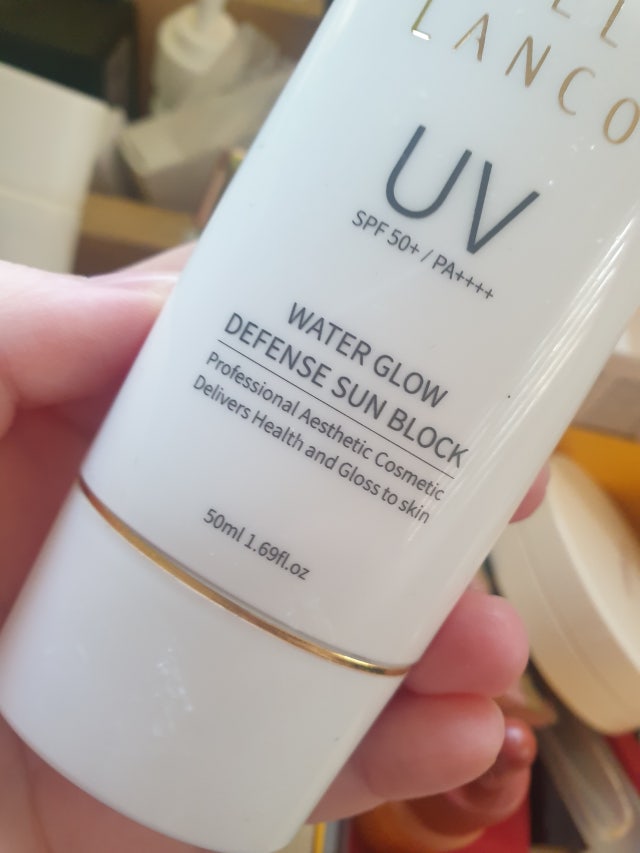 LANCO
UV
SPF 50+ / PA++++
WATER GLOW
DEFENSE SUN BLOCK
Professional Aesthetic Cosmetic
Delivers Health and Gloss to skin
50ml 1.69fl.oz